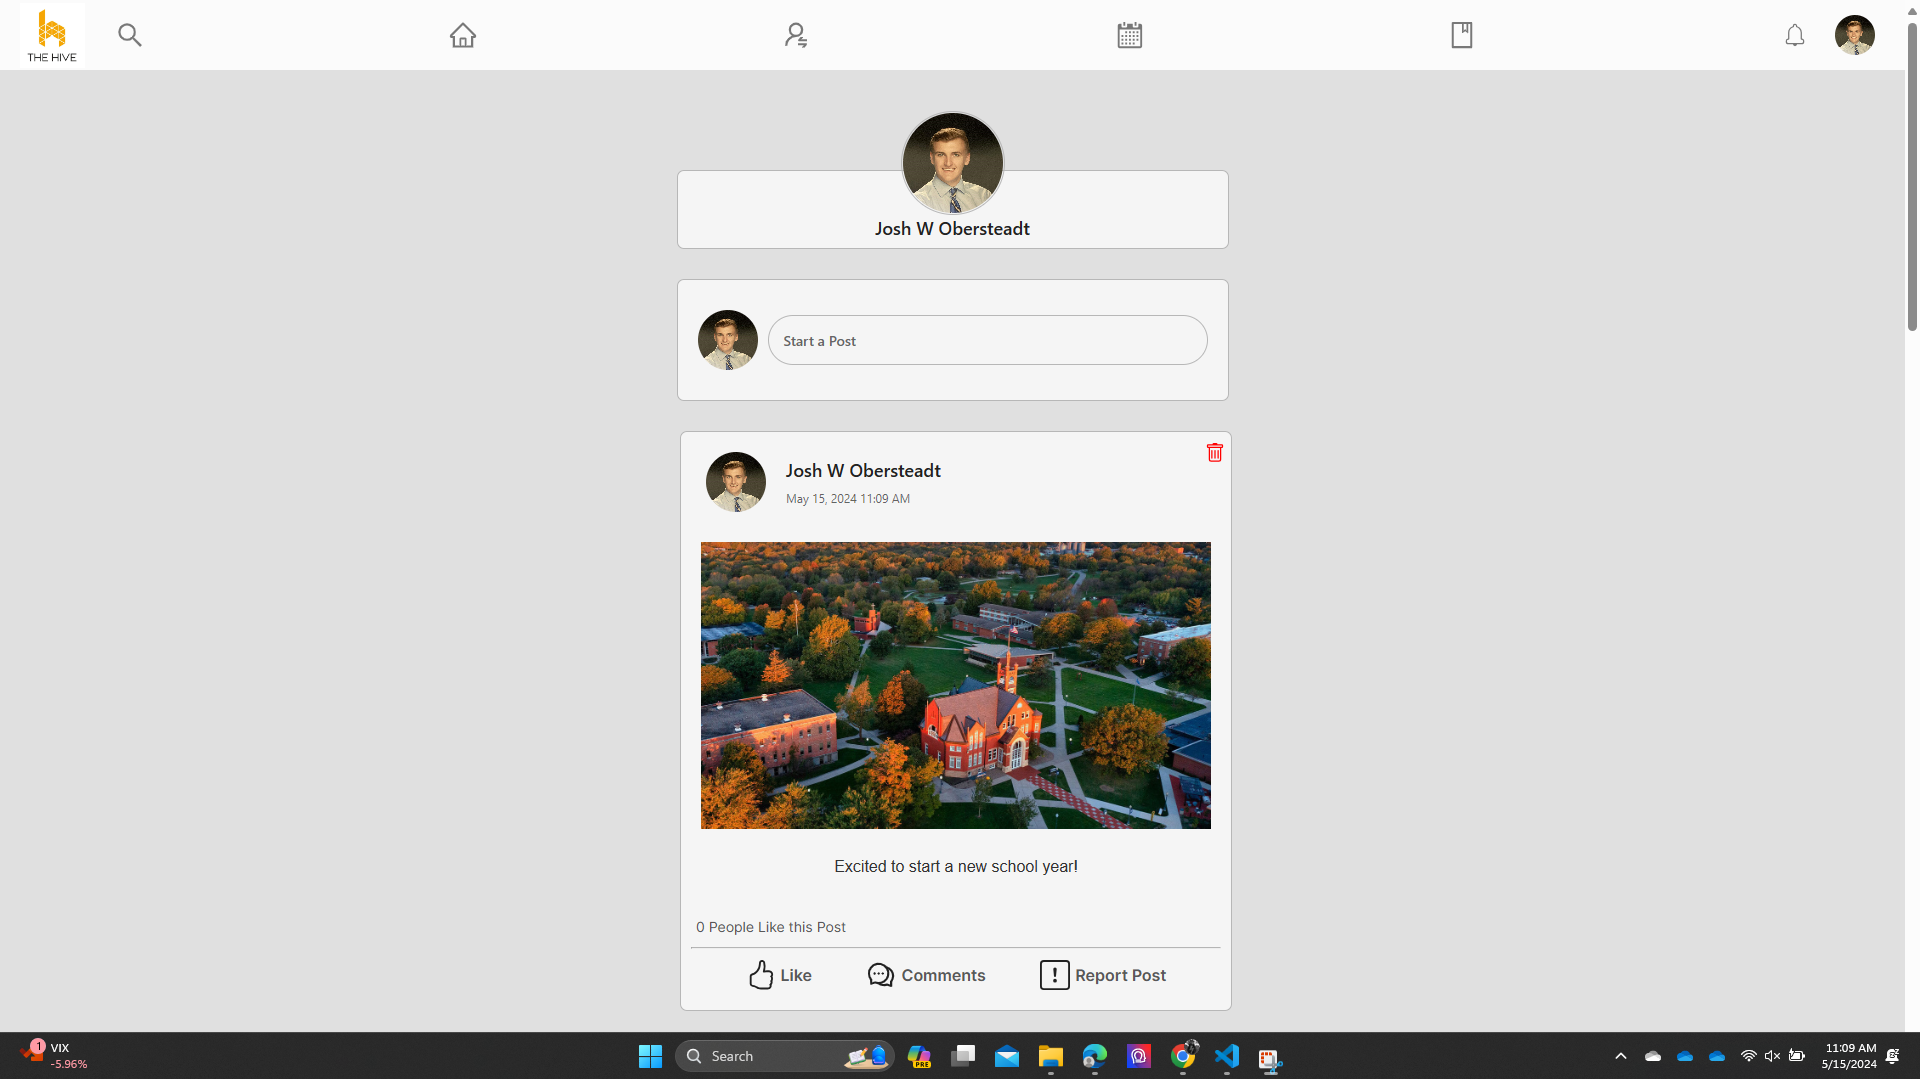 THE HIVE
Josh W Obersteadt
Start a Post
Josh W Obersteadt
May 15, 2024 11:09 AM
Excited to start a new school year!
0 People Like this Post
Like
Comments
Report Post
1
VIX
-5.96%
Search
PRE
11:09 AM
5/15/2024